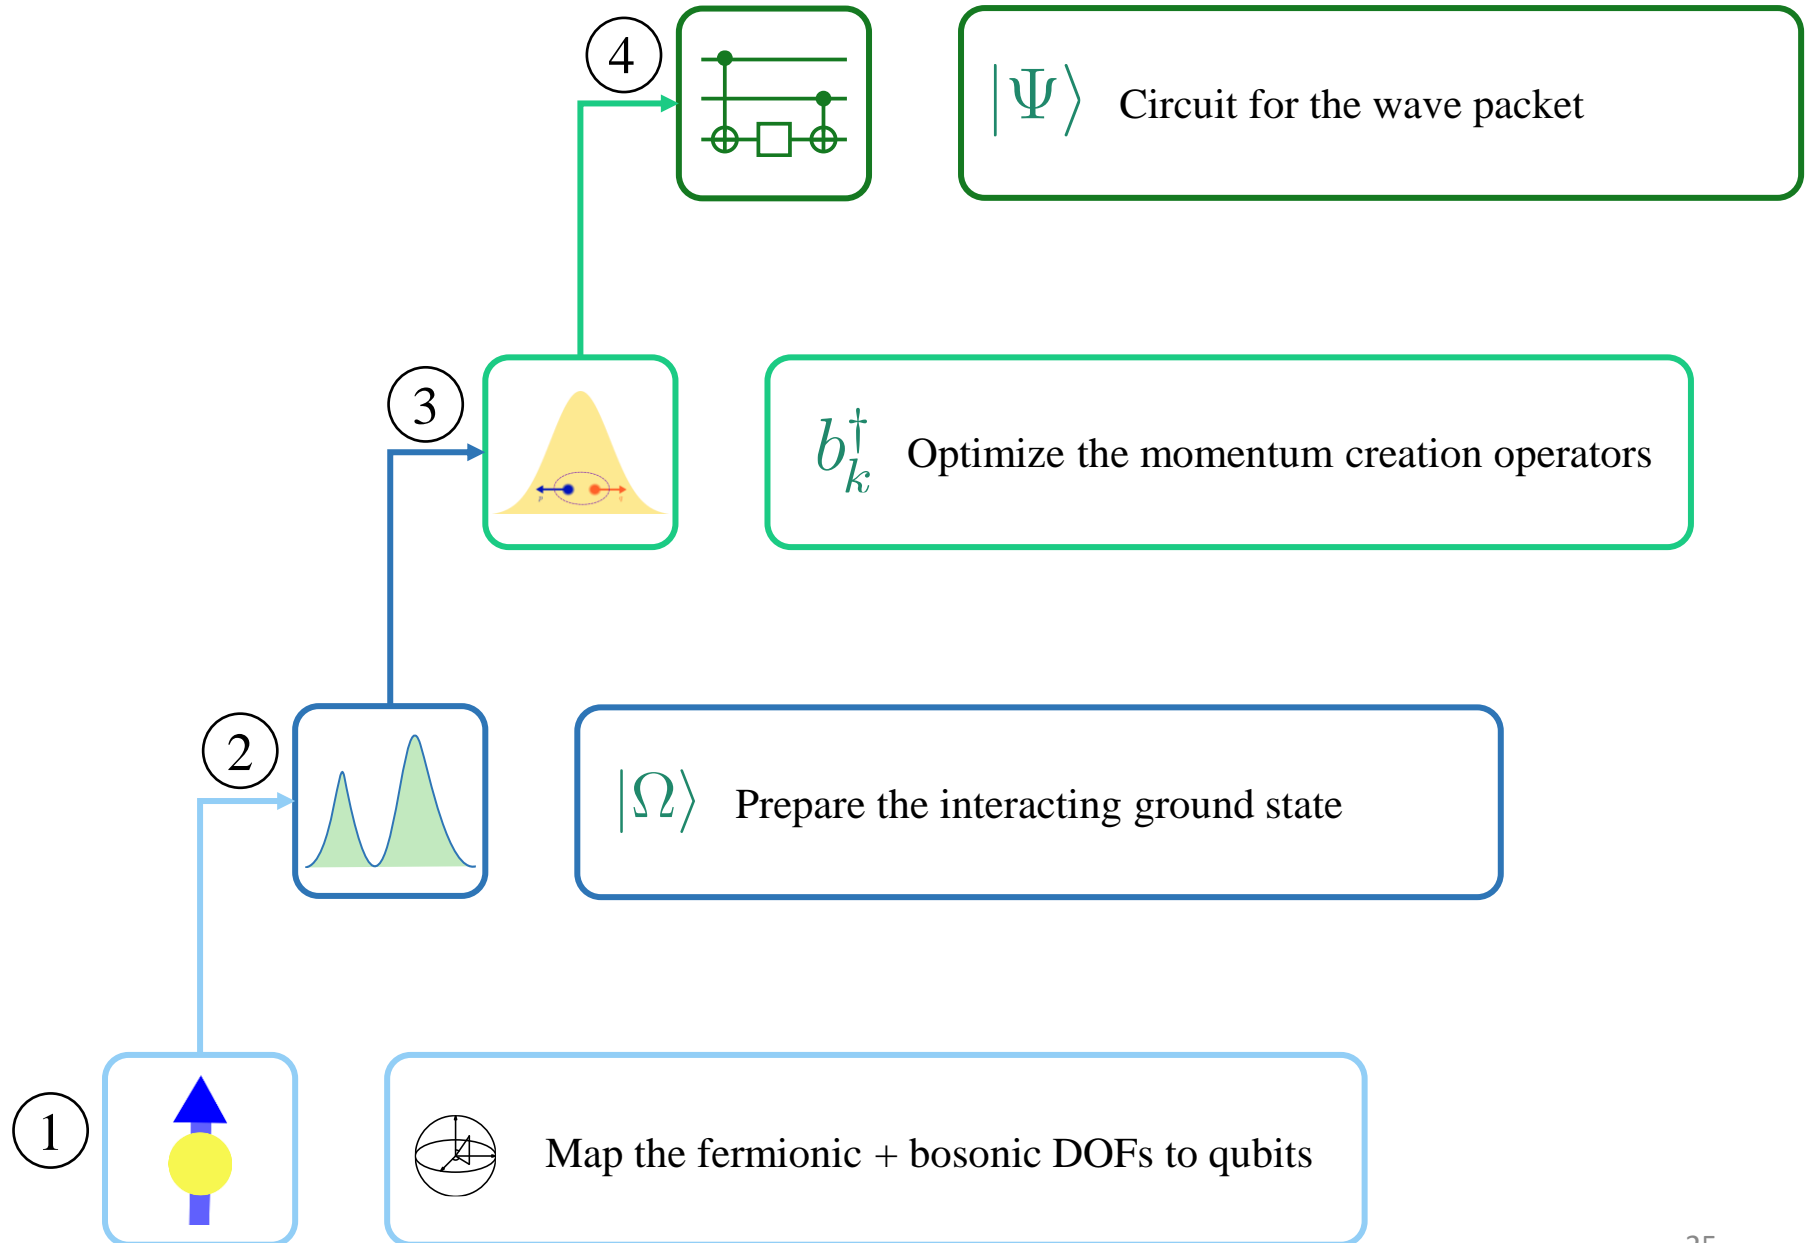 4
|Ψ⟩ Circuit for the wave packet
3
b†k Optimize the momentum creation operators
2
|Ω⟩ Prepare the interacting ground state
1
Map the fermionic + bosonic DOFs to qubits